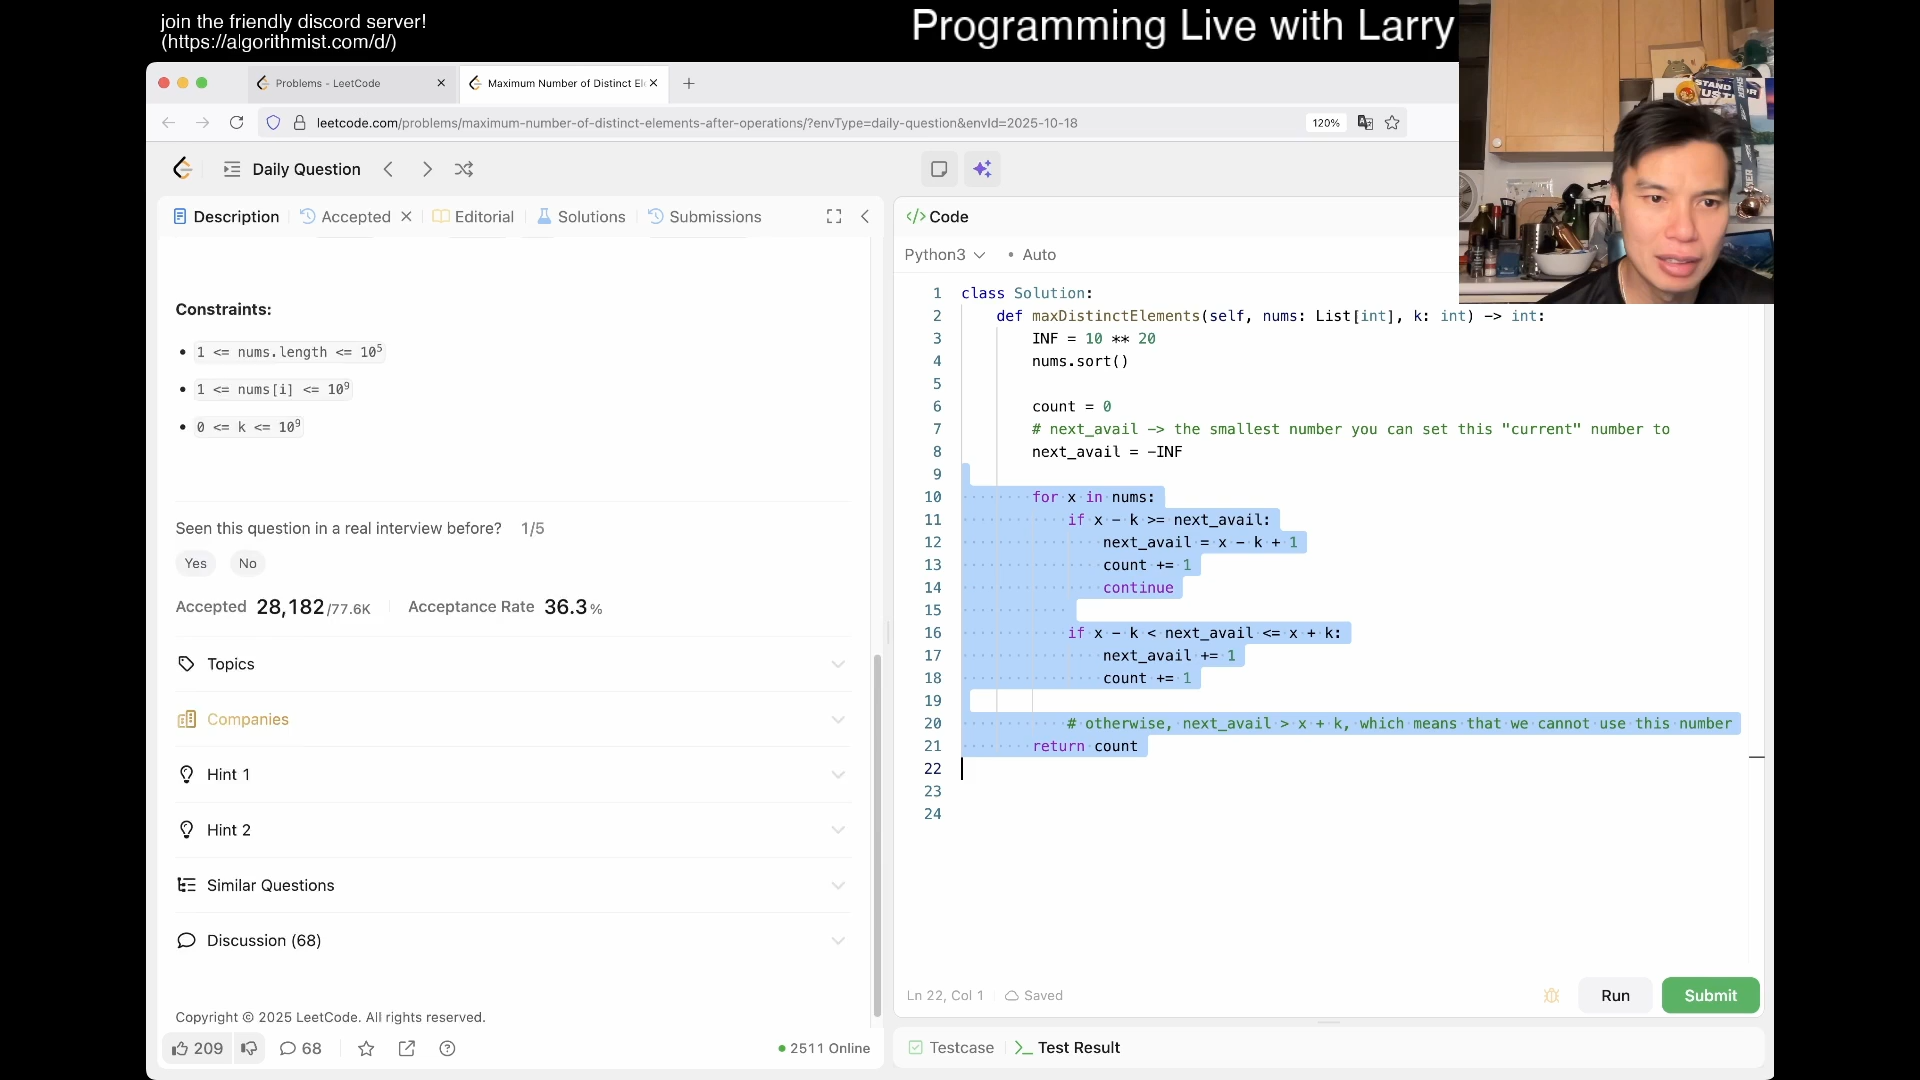 join the friendly discord server!
(https://algorithmist.com/d/)
Programming Live with Larry
Problems - LeetCode
Maximum Number of Distinct El
leetcode.com/problems/maximum-number-of-distinct-elements-after-operations/?envType=daily-question&envId=2025-10-18
120%
Daily Question
Description
Accepted
Editorial
Solutions
Submissions
Constraints:
• 1 <= nums.length <= 10⁵
• 1 <= nums[i] <= 10⁹
• 0 <= k <= 10⁹
Seen this question in a real interview before? 1/5
Yes No
Accepted 28,182/77.6K Acceptance Rate 36.3%
Topics
Companies
Hint 1
Hint 2
Similar Questions
Discussion (68)
Copyright © 2025 LeetCode. All rights reserved.
209 68 2511 Online
</> Code
Python3 • Auto
1 class Solution:
2 def maxDistinctElements(self, nums: List[int], k: int) -> int:
3 INF = 10 ** 20
4 nums.sort()
5
6 count = 0
7 # next_avail -> the smallest number you can set this "current" number to
8 next_avail = -INF
9
10 for x in nums:
11 if x - k >= next_avail:
12 next_avail = x - k + 1
13 count += 1
14 continue
15
16 if x - k < next_avail <= x + k:
17 next_avail += 1
18 count += 1
19
20 # otherwise, next_avail > x + k, which means that we cannot use this number
21 return count
22
23
24
Ln 22, Col 1 Saved
Run
Submit
Testcase
Test Result